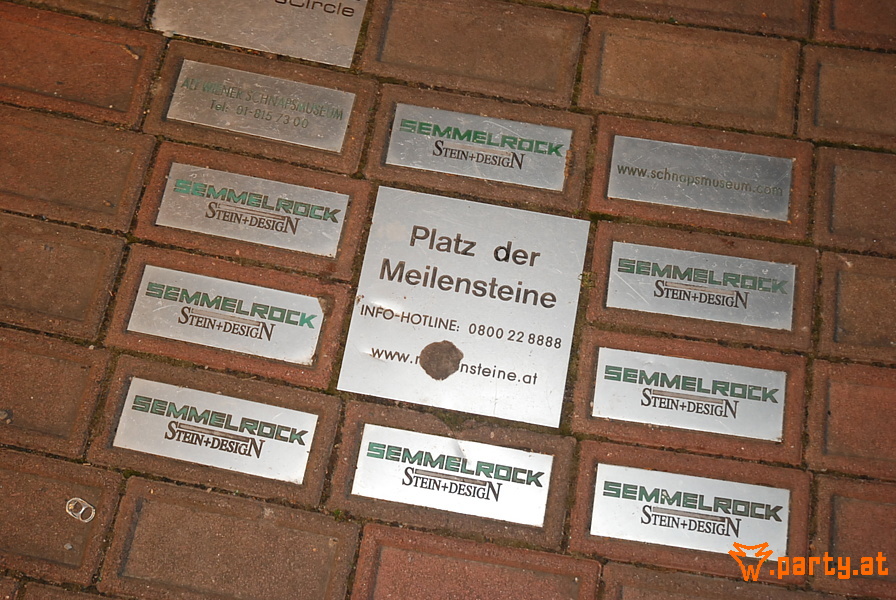 Circle
ALT WIENER SCHNAPSMUSEUM
Tel: 01-815 73 00
SEMMELROCK
STEIN+DESIGN
www.schnapsmuseum.com
SEMMELROCK
STEIN+DESIGN
Platz der
Meilensteine
INFO-HOTLINE: 0800 22 8888
www.m nsteine.at
SEMMELROCK
STEIN+DESIGN
SEMMELROCK
STEIN+DESIGN
SEMMELROCK
STEIN+DESIGN
SEMMELROCK
STEIN+DESIGN
SEMMELROCK
STEIN+DESIGN
SEMMELROCK
STEIN+DESIGN
.party.at